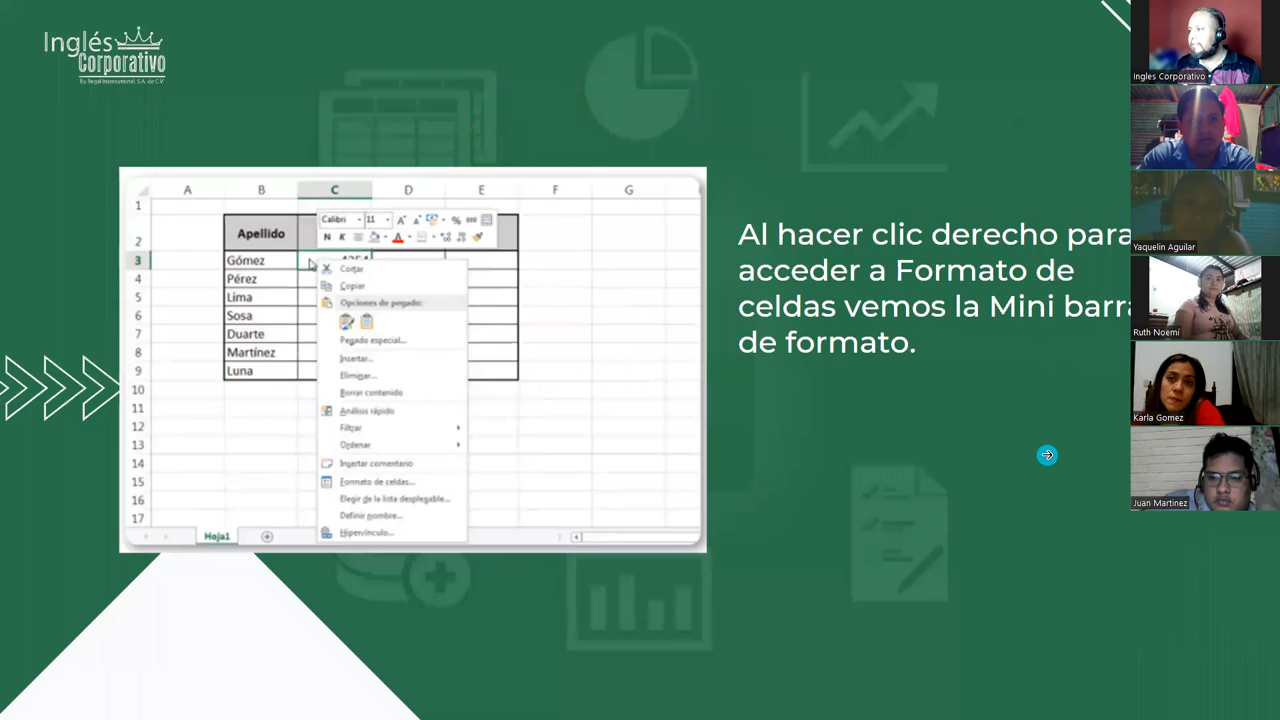 Inglés
Corporativo
By Regal International, S.A. de C.V
A B C D E F G
Calibri 11 %
N K A
1
2 Apellido
3 Gómez
4 Pérez
5 Lima
6 Sosa
7 Duarte
8 Martínez
9 Luna
10
11
12
13
14
15
16
17
Cortar
Copiar
Opciones de pegado:
Pegado especial...
Insertar...
Eliminar...
Borrar contenido
Análisis rápido
Filtrar
Ordenar
Insertar comentario
Formato de celdas...
Elegir de la lista desplegable...
Definir nombre...
Hipervínculo...
Hoja1
Al hacer clic derecho para
acceder a Formato de
celdas vemos la Mini barra
de formato.
Ingles Corporativo
Yaquelin Aguilar
Ruth Noemí
Karla Gomez
Juan Martinez